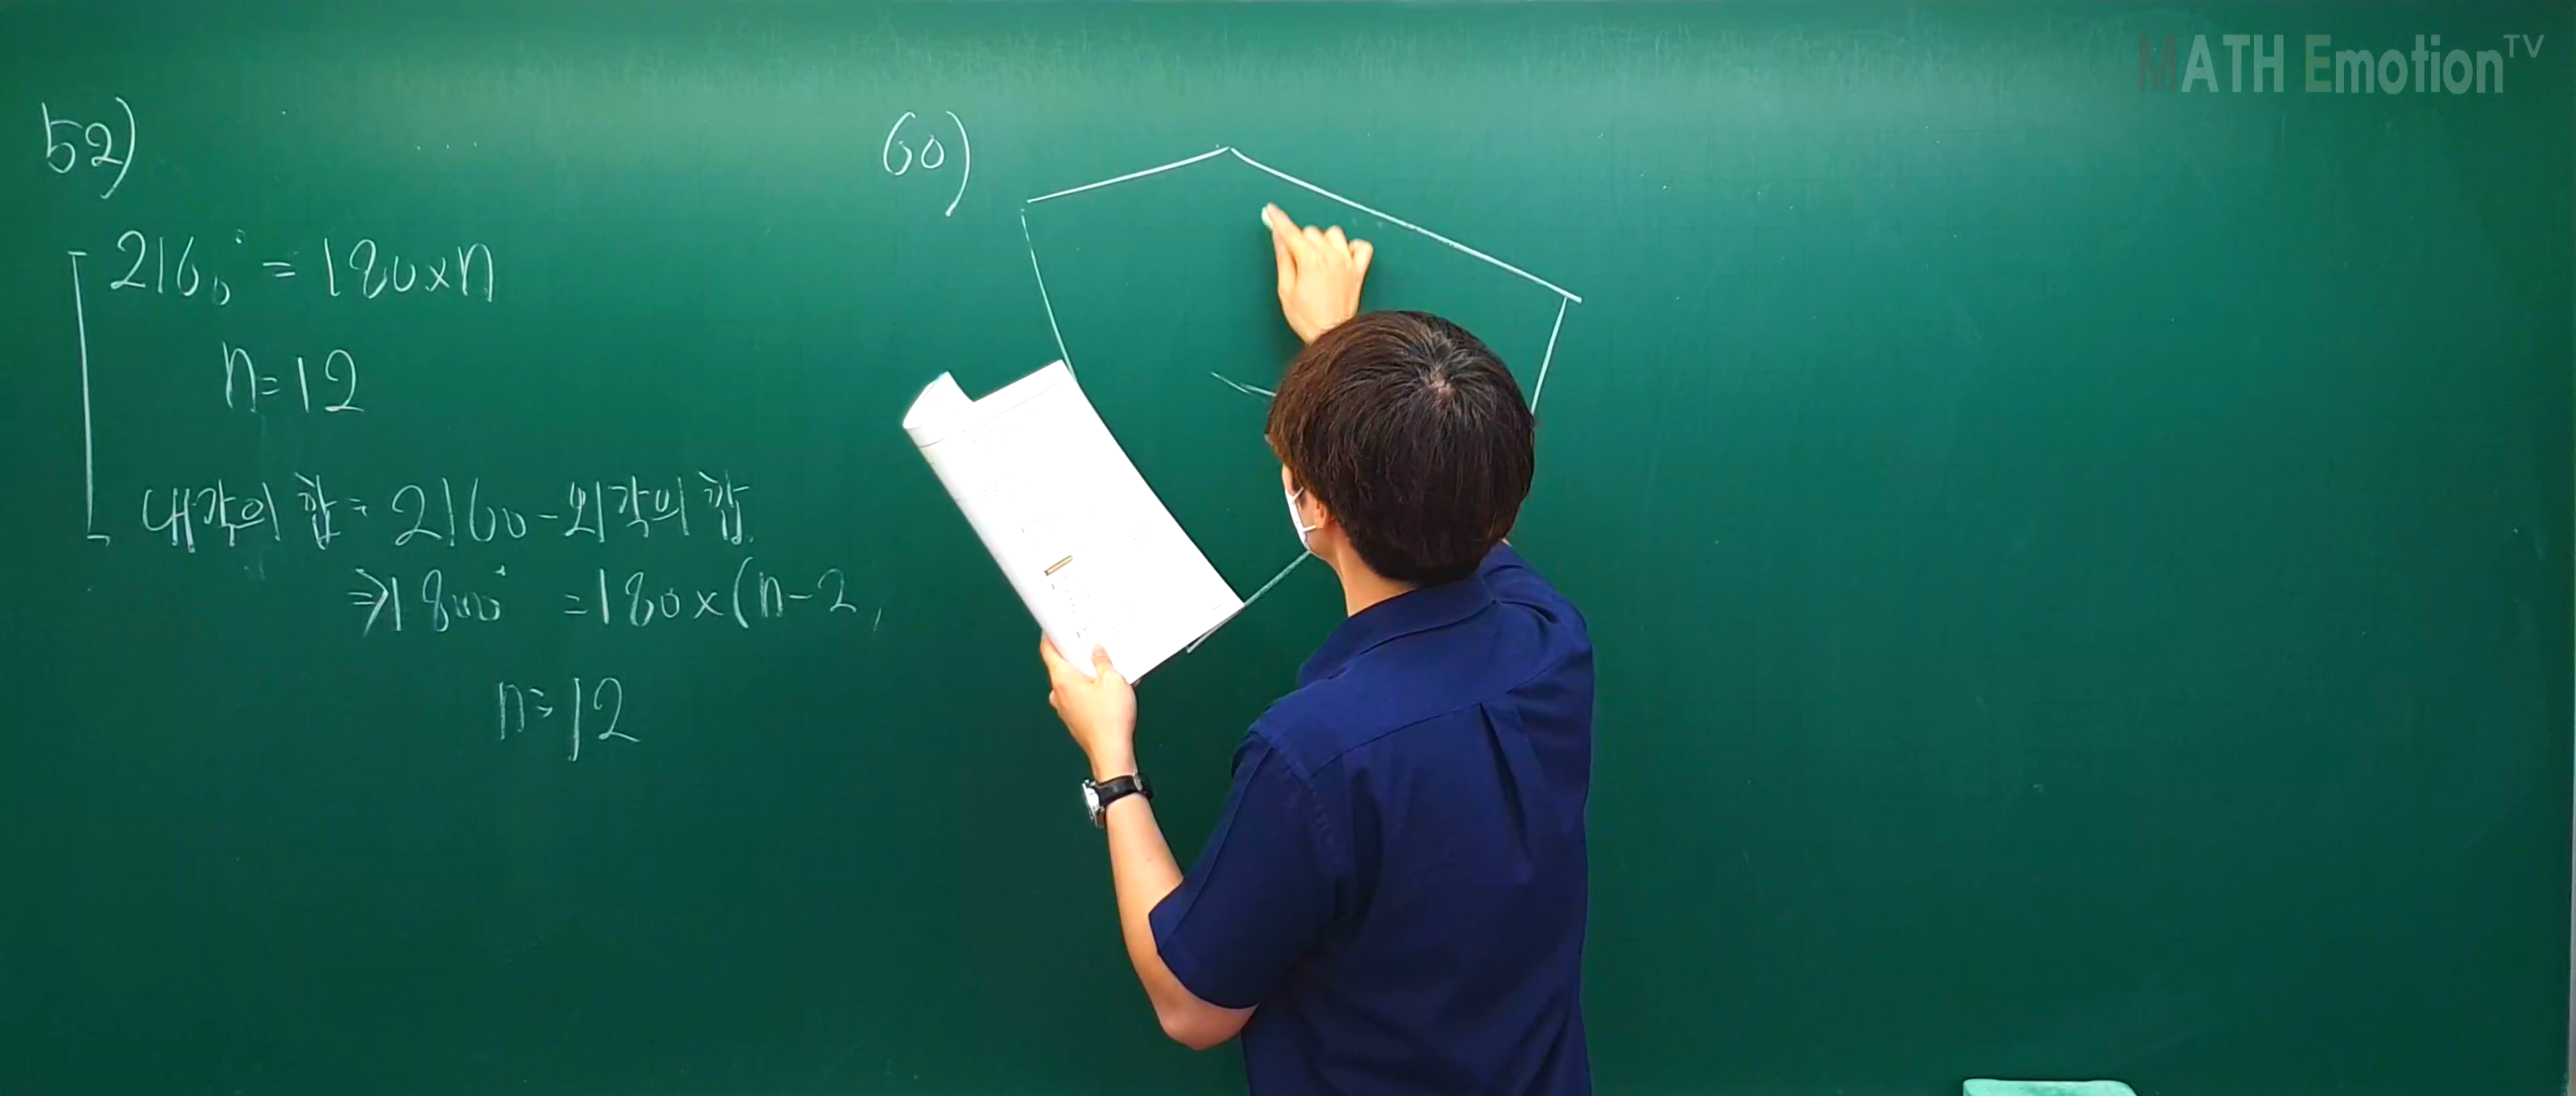 52)
2160° = 180×n
n=12
내각의 합 = 2160 - 외각의 합
⇒1800° = 180×(n-2)
n=12
60)
MATH Emotion TV